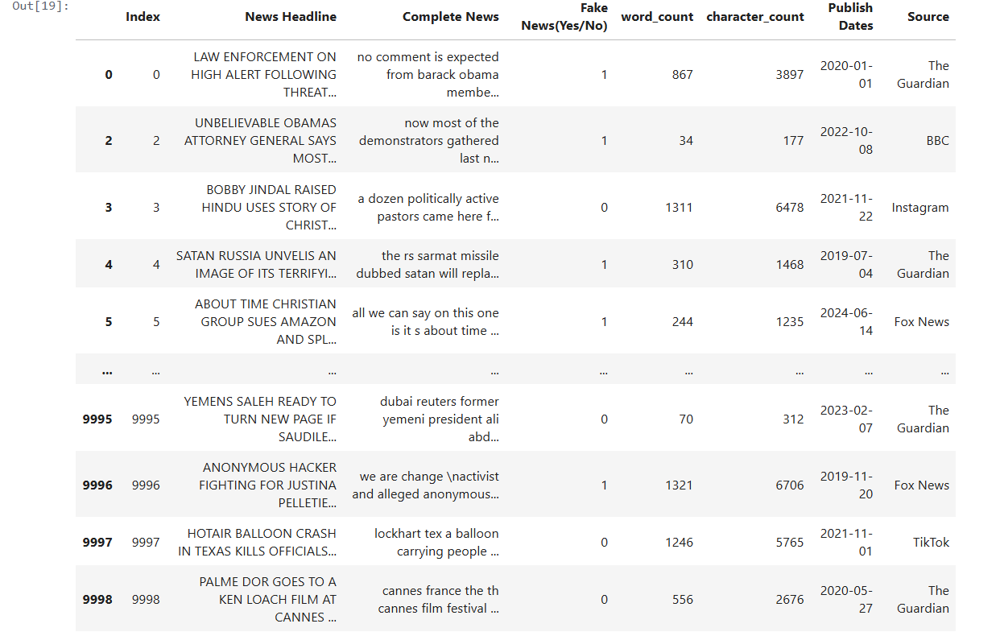 Out[19]:
Index News Headline Complete News Fake News(Yes/No) word_count character_count Publish Dates Source
0 0 LAW ENFORCEMENT ON HIGH ALERT FOLLOWING THREAT... no comment is expected from barack obama membe... 1 867 3897 2020-01-01 The Guardian
2 2 UNBELIEVABLE OBAMAS ATTORNEY GENERAL SAYS MOST... now most of the demonstrators gathered last n... 1 34 177 2022-10-08 BBC
3 3 BOBBY JINDAL RAISED HINDU USES STORY OF CHRIST... a dozen politically active pastors came here f... 0 1311 6478 2021-11-22 Instagram
4 4 SATAN RUSSIA UNVELIS AN IMAGE OF ITS TERRIFYI... the rs sarmat missile dubbed satan will repla... 1 310 1468 2019-07-04 The Guardian
5 5 ABOUT TIME CHRISTIAN GROUP SUES AMAZON AND SPL... all we can say on this one is it s about time ... 1 244 1235 2024-06-14 Fox News
... ... ... ... ... ... ... ... ...
9995 9995 YEMENS SALEH READY TO TURN NEW PAGE IF SAUDILE... dubai reuters former yemeni president ali abd... 0 70 312 2023-02-07 The Guardian
9996 9996 ANONYMOUS HACKER FIGHTING FOR JUSTINA PELLETIE... we are change \nactivist and alleged anonymous... 1 1321 6706 2019-11-20 Fox News
9997 9997 HOTAIR BALLOON CRASH IN TEXAS KILLS OFFICIALS... lockhart tex a balloon carrying people ... 0 1246 5765 2021-11-01 TikTok
9998 9998 PALME DOR GOES TO A KEN LOACH FILM AT CANNES ... cannes france the th cannes film festival ... 0 556 2676 2020-05-27 The Guardian